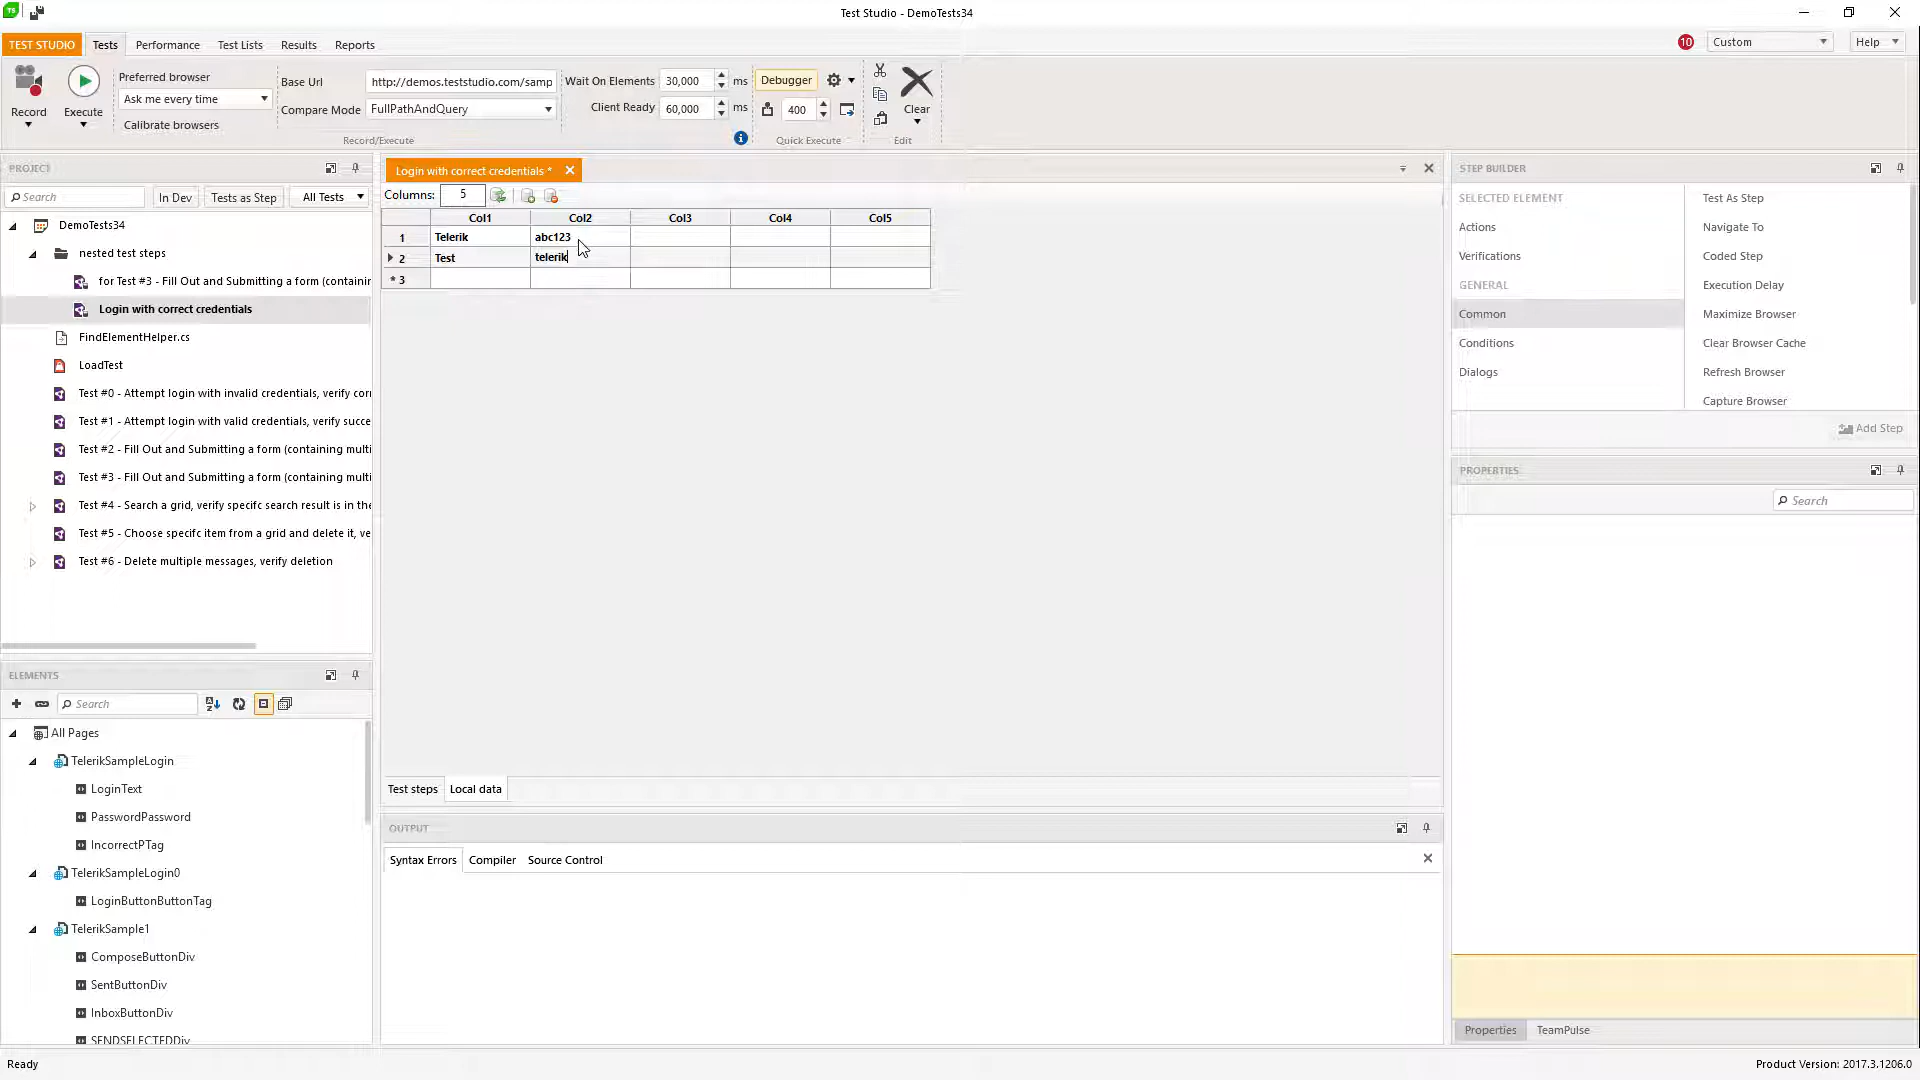 TS
Test Studio - DemoTests34
TEST STUDIO
Tests
Performance
Test Lists
Results
Reports
10
Custom
Help
Record
Execute
Preferred browser
Ask me every time
Calibrate browsers
Base Url
http://demos.teststudio.com/samp
Compare Mode
FullPathAndQuery
Record/Execute
Wait On Elements
30,000
ms
Client Ready
60,000
ms
Debugger
400
Quick Execute
Clear
Edit
PROJECT
Search
In Dev
Tests as Step
All Tests
DemoTests34
nested test steps
for Test #3 - Fill Out and Submitting a form (containin
Login with correct credentials
FindElementHelper.cs
LoadTest
Test #0 - Attempt login with invalid credentials, verify corr
Test #1 - Attempt login with valid credentials, verify succe
Test #2 - Fill Out and Submitting a form (containing multi
Test #3 - Fill Out and Submitting a form (containing multi
Test #4 - Search a grid, verify specifc search result is in the
Test #5 - Choose specifc item from a grid and delete it, ve
Test #6 - Delete multiple messages, verify deletion
ELEMENTS
Search
All Pages
TelerikSampleLogin
LoginText
PasswordPassword
IncorrectPTag
TelerikSampleLogin0
LoginButtonButtonTag
TelerikSample1
ComposeButtonDiv
SentButtonDiv
InboxButtonDiv
SENDSELECTEDDiv
Login with correct credentials *
Columns:
5
Col1 Col2 Col3 Col4 Col5
1 Telerik abc123
2 Test telerik
* 3
Test steps
Local data
OUTPUT
Syntax Errors
Compiler
Source Control
STEP BUILDER
SELECTED ELEMENT
Actions
Verifications
GENERAL
Common
Conditions
Dialogs
Test As Step
Navigate To
Coded Step
Execution Delay
Maximize Browser
Clear Browser Cache
Refresh Browser
Capture Browser
Add Step
PROPERTIES
Search
Properties
TeamPulse
Ready
Product Version: 2017.3.1206.0